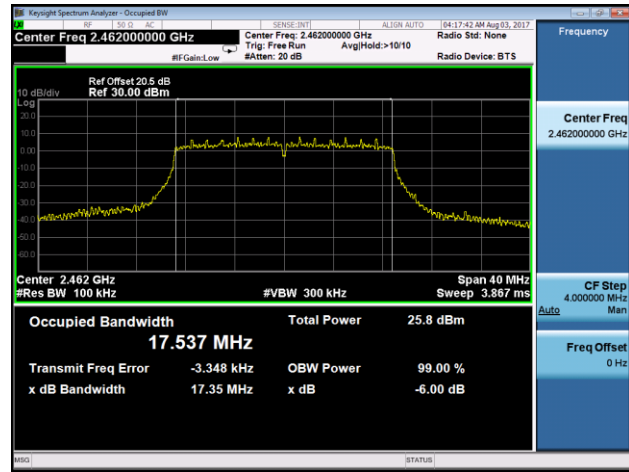 Keysight Spectrum Analyzer - Occupied BW
RF 50 Ω AC SENSE:INT ALIGN AUTO 04:17:42 AM Aug 03, 2017
Center Freq 2.462000000 GHz
Center Freq: 2.462000000 GHz Radio Std: None
Trig: Free Run Avg|Hold:>10/10
#IFGain:Low #Atten: 20 dB Radio Device: BTS
Ref Offset 20.5 dB
10 dB/div Ref 30.00 dBm
Log
20.0
10.0
0.00
-10.0
-20.0
-30.0
-40.0
-50.0
-60.0
Center 2.462 GHz Span 40 MHz
#Res BW 100 kHz #VBW 300 kHz Sweep 3.867 ms
Occupied Bandwidth Total Power 25.8 dBm
17.537 MHz
Transmit Freq Error -3.348 kHz OBW Power 99.00 %
x dB Bandwidth 17.35 MHz x dB -6.00 dB
MSG STATUS
Frequency
Center Freq
2.462000000 GHz
CF Step
4.000000 MHz
Auto Man
Freq Offset
0 Hz